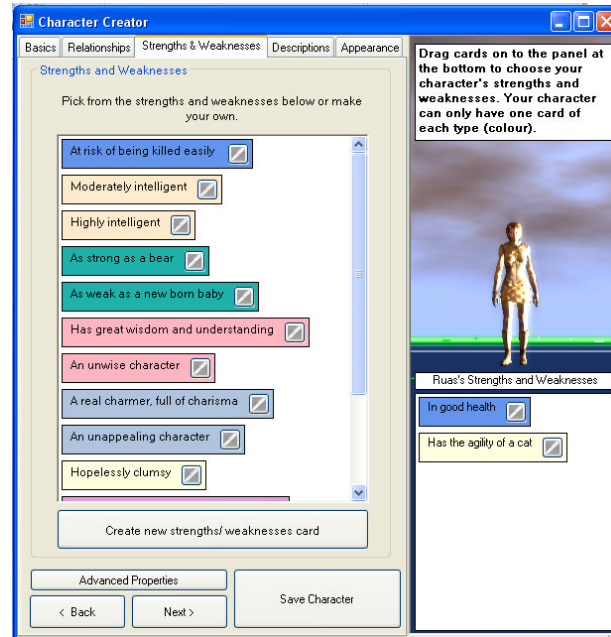 Character Creator
Basics
Relationships
Strengths & Weaknesses
Descriptions
Appearance
Strengths and Weaknesses
Pick from the strengths and weaknesses below or make
your own.
At risk of being killed easily
Moderately intelligent
Highly intelligent
As strong as a bear
As weak as a new born baby
Has great wisdom and understanding
An unwise character
A real charmer, full of charisma
An unappealing character
Hopelessly clumsy
Create new strengths/weaknesses card
Advanced Properties
< Back
Next >
Save Character
Drag cards on to the panel at
the bottom to choose your
character's strengths and
weaknesses. Your character
can only have one card of
each type (colour).
Ruas's Strengths and Weaknesses
In good health
Has the agility of a cat